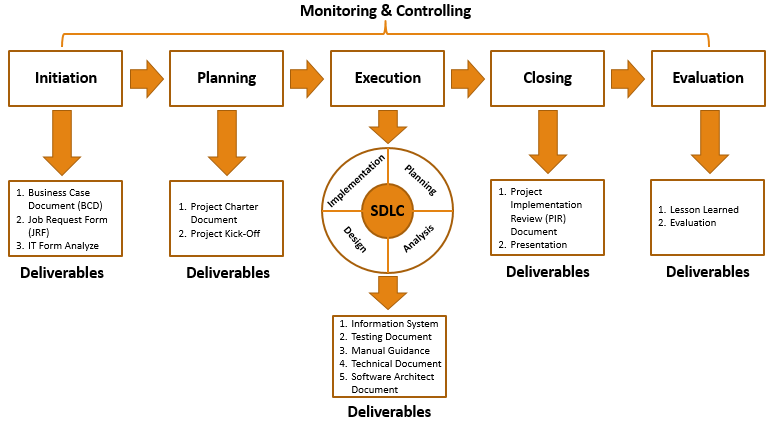 Monitoring & Controlling
Initiation
Planning
Execution
Closing
Evaluation
1. Business Case
Document (BCD)
2. Job Request Form
(JRF)
3. IT Form Analyze
Deliverables
1. Project Charter
Document
2. Project Kick-Off
Deliverables
Implementation
Planning
SDLC
Design
Analysis
1. Information System
2. Testing Document
3. Manual Guidance
4. Technical Document
5. Software Architect
Document
Deliverables
1. Project
Implementation
Review (PIR)
Document
2. Presentation
Deliverables
1. Lesson Learned
2. Evaluation
Deliverables